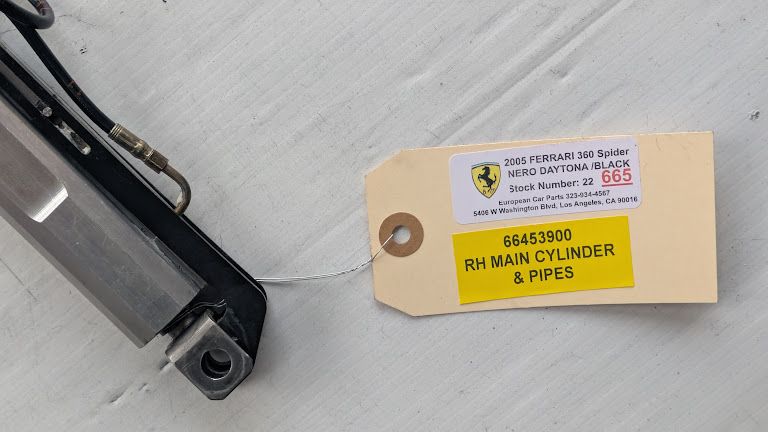 2005 FERRARI 360 Spider
NERO DAYTONA /BLACK
Stock Number: 22 665
European Car Parts 323-934-4567
5406 W Washington Blvd, Los Angeles, CA 90016
66453900
RH MAIN CYLINDER
& PIPES